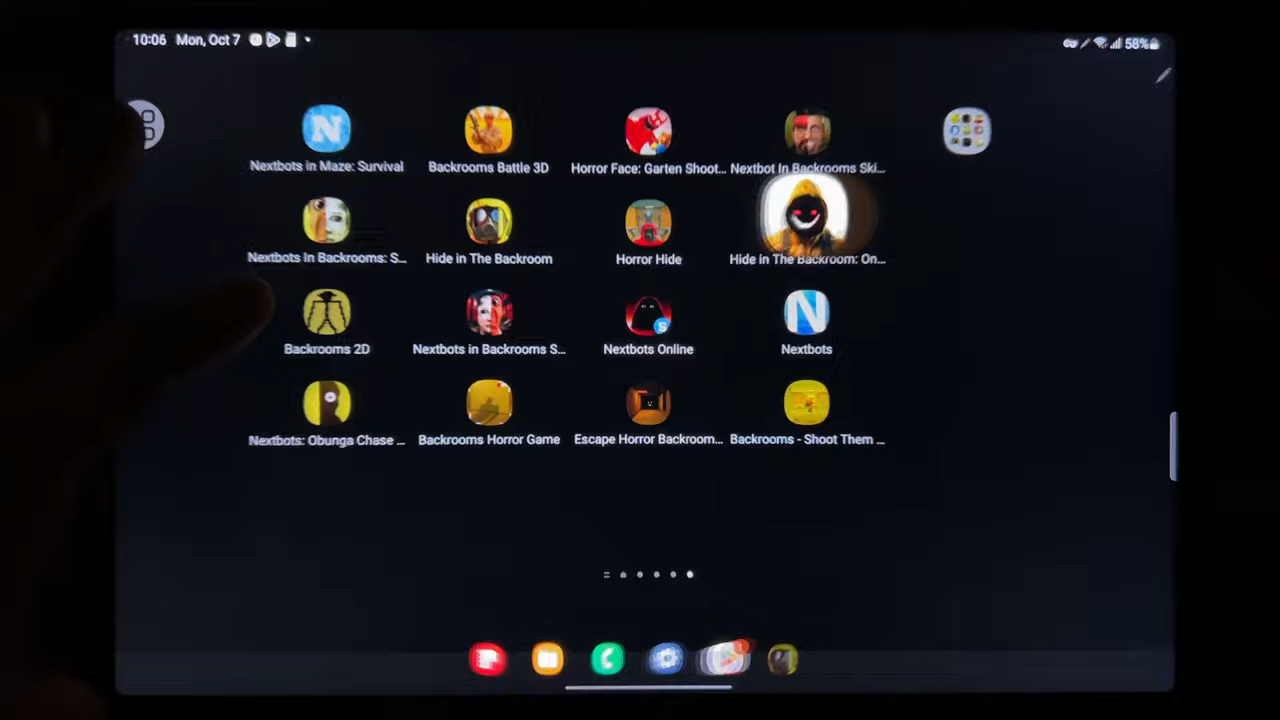 10:06 Mon, Oct 7 58%
Nextbots in Maze: Survival
Backrooms Battle 3D
Horror Face: Garten Shoot...
Nextbot In Backrooms Ski...
Nextbots In Backrooms: S...
Hide in The Backroom
Horror Hide
Hide in The Backroom: On...
Backrooms 2D
Nextbots in Backrooms S...
Nextbots Online
Nextbots
Nextbots: Obunga Chase ...
Backrooms Horror Game
Escape Horror Backroom...
Backrooms - Shoot Them ...